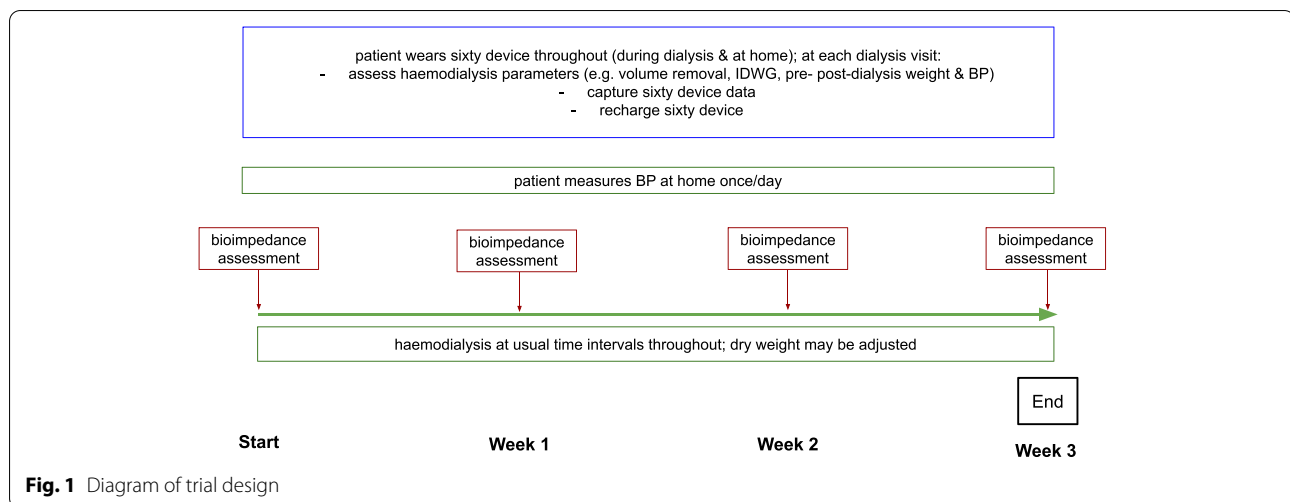 patient wears sixty device throughout (during dialysis & at home); at each dialysis visit:
- assess haemodialysis parameters (e.g. volume removal, IDWG, pre- post-dialysis weight & BP)
- capture sixty device data
- recharge sixty device
patient measures BP at home once/day
bioimpedance
assessment
bioimpedance
assessment
bioimpedance
assessment
bioimpedance
assessment
haemodialysis at usual time intervals throughout; dry weight may be adjusted
End
Start
Week 1
Week 2
Week 3
Fig. 1 Diagram of trial design